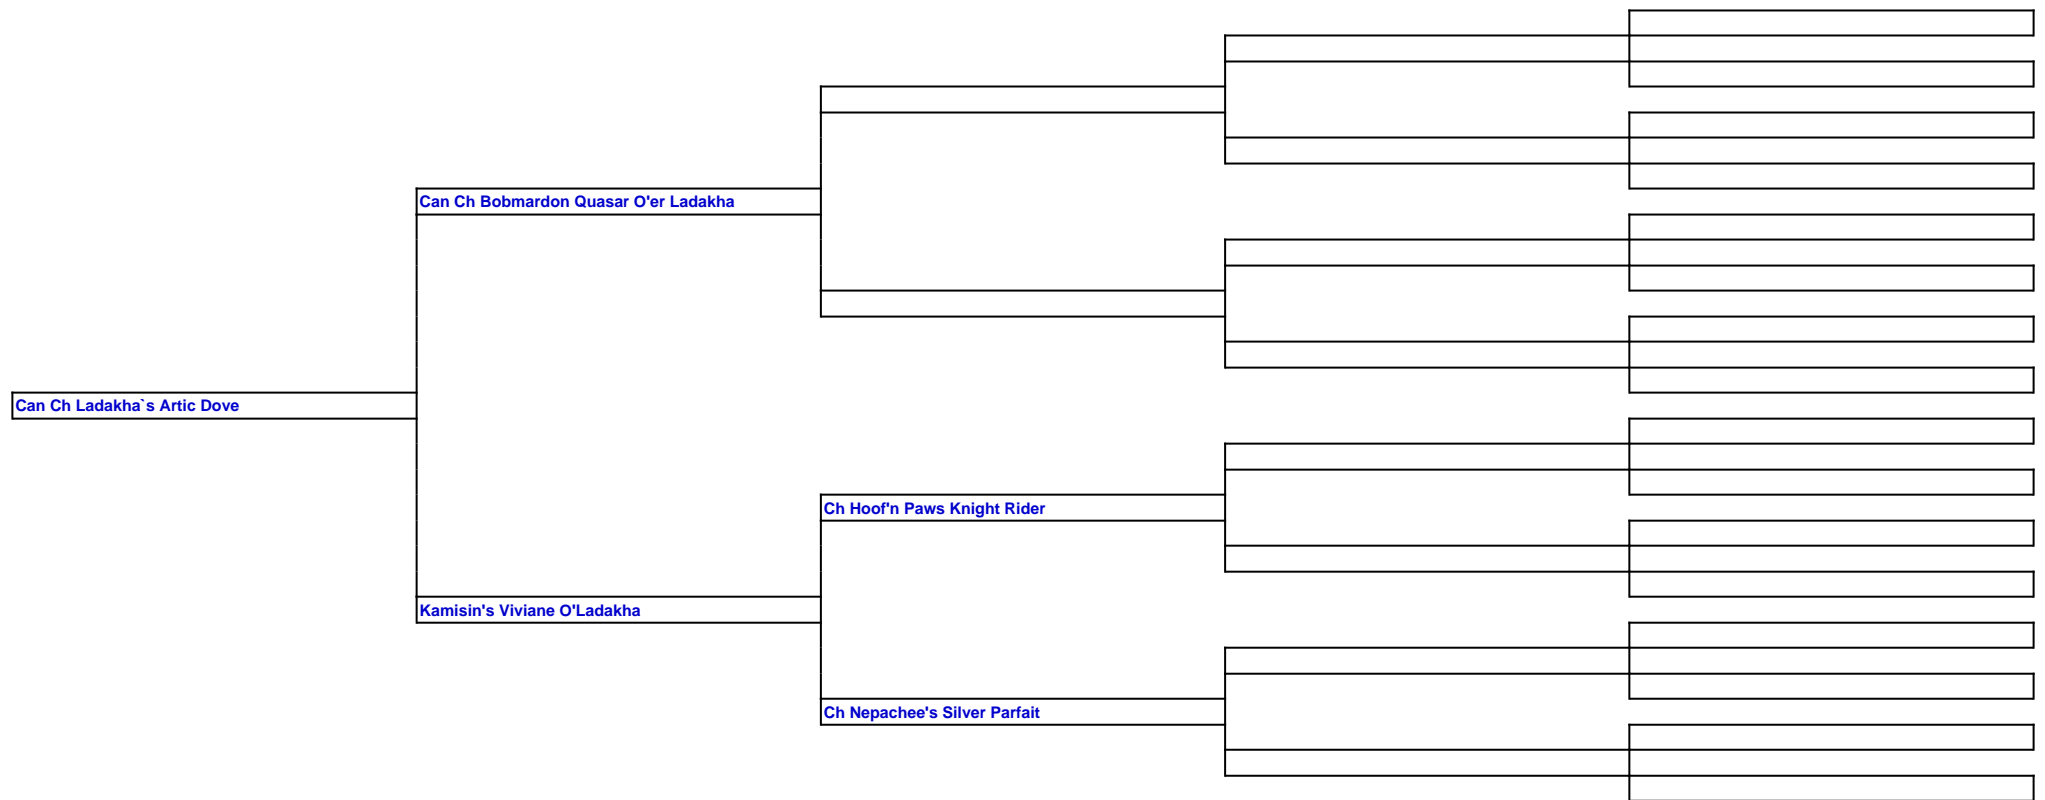 Can Ch Bobmardon Quasar O'er Ladakha
Can Ch Ladakha`s Artic Dove
Ch Hoof'n Paws Knight Rider
Kamisin's Viviane O'Ladakha
Ch Nepachee's Silver Parfait